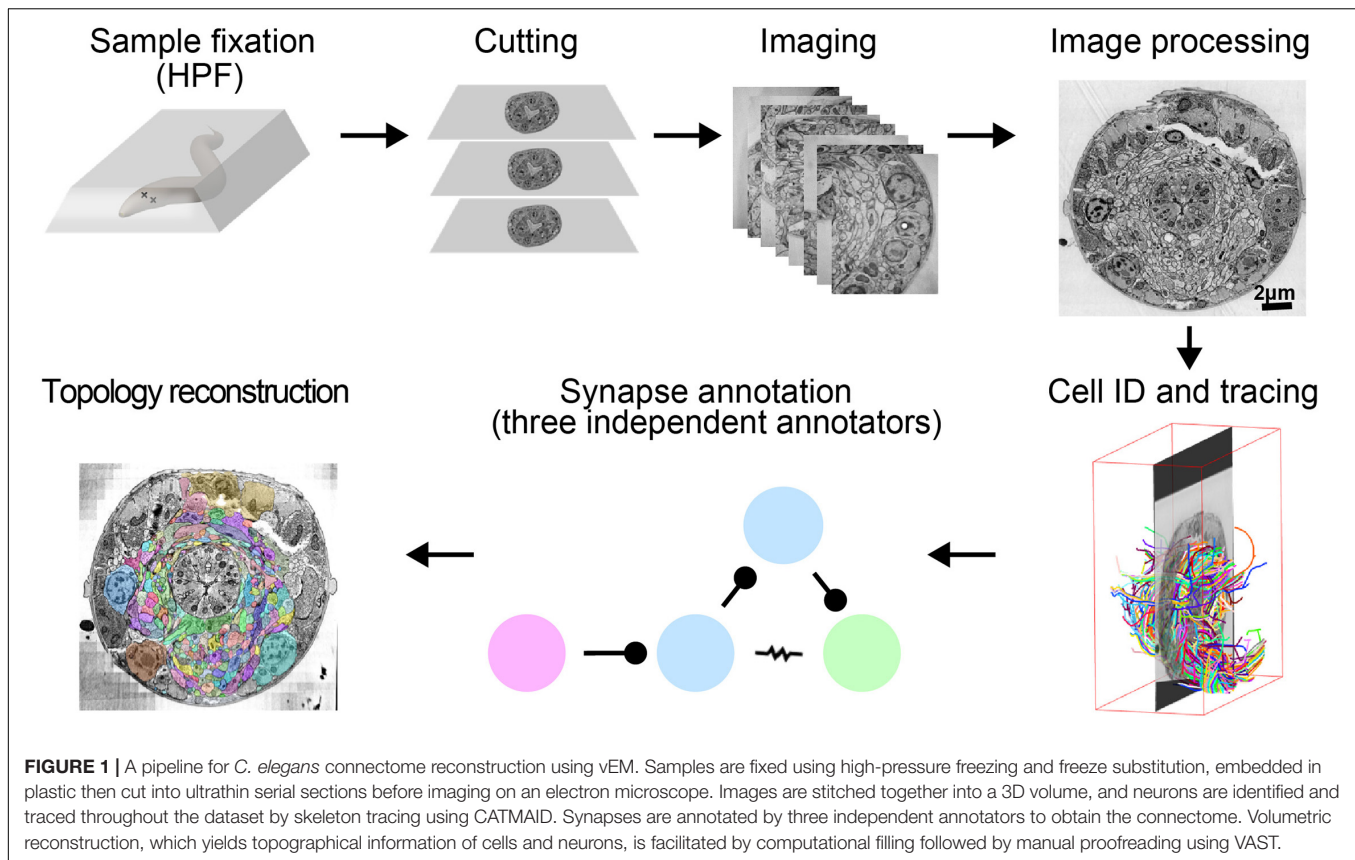 Sample fixation
(HPF)
Cutting
Imaging
Image processing
2μm
Cell ID and tracing
Synapse annotation
(three independent annotators)
Topology reconstruction
FIGURE 1 | A pipeline for C. elegans connectome reconstruction using vEM. Samples are fixed using high-pressure freezing and freeze substitution, embedded in
plastic then cut into ultrathin serial sections before imaging on an electron microscope. Images are stitched together into a 3D volume, and neurons are identified and
traced throughout the dataset by skeleton tracing using CATMAID. Synapses are annotated by three independent annotators to obtain the connectome. Volumetric
reconstruction, which yields topographical information of cells and neurons, is facilitated by computational filling followed by manual proofreading using VAST.